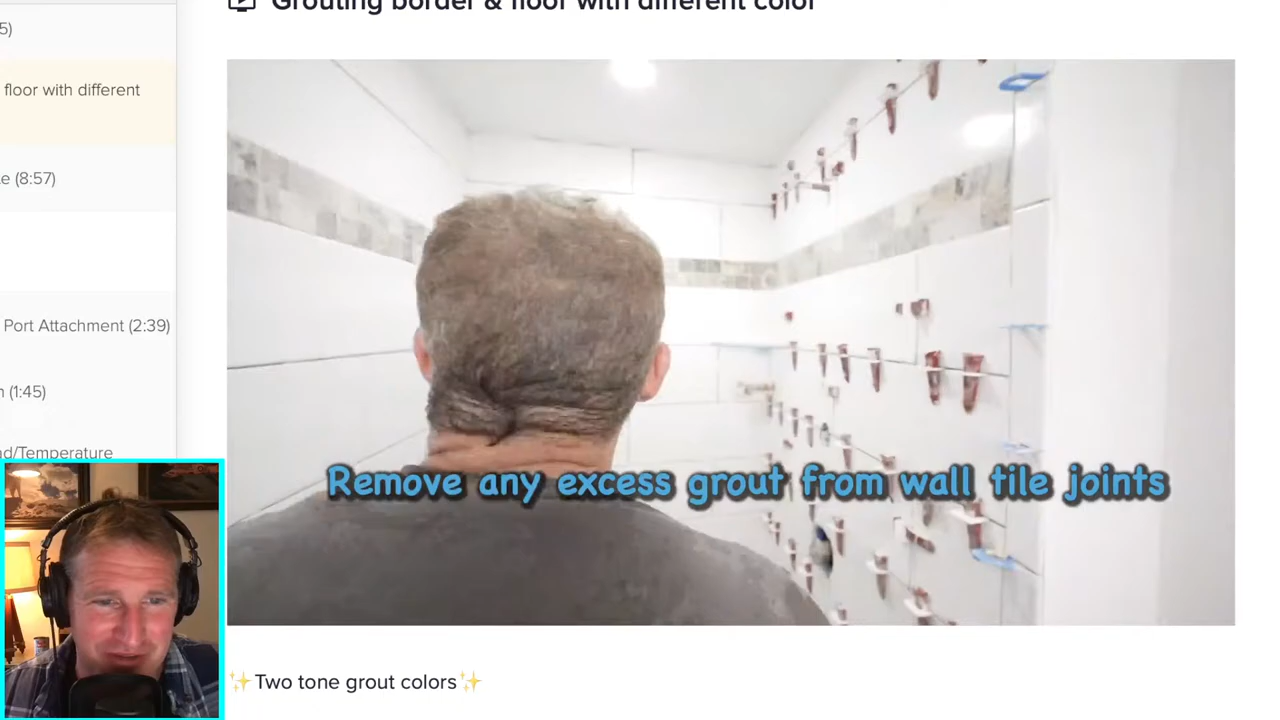 Grouting border & floor with different color
5)
floor with different
e (8:57)
Port Attachment (2:39)
(1:45)
d/Temperature
Remove any excess grout from wall tile joints
✨Two tone grout colors✨